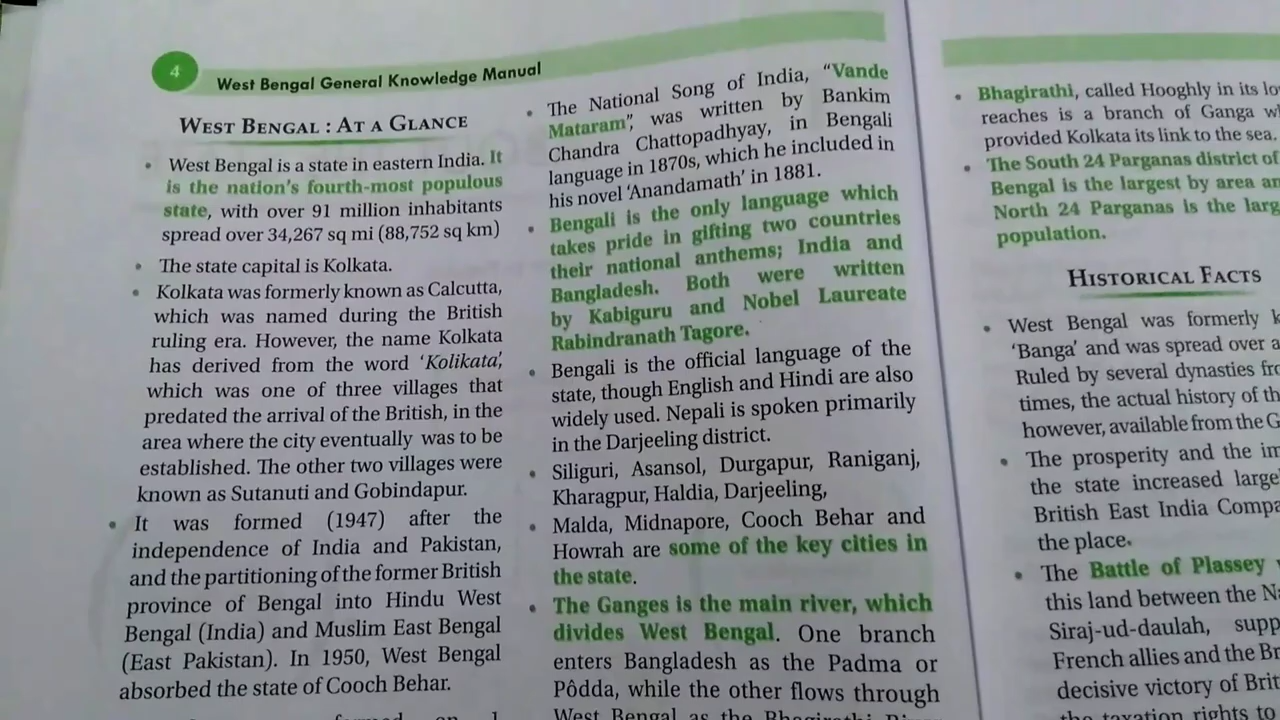 4
West Bengal General Knowledge Manual
WEST BENGAL : AT A GLANCE
• West Bengal is a state in eastern India. It
is the nation's fourth-most populous
state, with over 91 million inhabitants
spread over 34,267 sq mi (88,752 sq km)
• The state capital is Kolkata.
• Kolkata was formerly known as Calcutta,
which was named during the British
ruling era. However, the name Kolkata
has derived from the word 'Kolikata',
which was one of three villages that
predated the arrival of the British, in the
area where the city eventually was to be
established. The other two villages were
known as Sutanuti and Gobindapur.
• It was formed (1947) after the
independence of India and Pakistan,
and the partitioning of the former British
province of Bengal into Hindu West
Bengal (India) and Muslim East Bengal
(East Pakistan). In 1950, West Bengal
absorbed the state of Cooch Behar.
• The National Song of India, "Vande
Mataram", was written by Bankim
Chandra Chattopadhyay, in Bengali
language in 1870s, which he included in
his novel 'Anandamath' in 1881.
• Bengali is the only language which
takes pride in gifting two countries
their national anthems; India and
Bangladesh. Both were written
by Kabiguru and Nobel Laureate
Rabindranath Tagore.
• Bengali is the official language of the
state, though English and Hindi are also
widely used. Nepali is spoken primarily
in the Darjeeling district.
• Siliguri, Asansol, Durgapur, Raniganj,
Kharagpur, Haldia, Darjeeling,
• Malda, Midnapore, Cooch Behar and
Howrah are some of the key cities in
the state.
• The Ganges is the main river, which
divides West Bengal. One branch
enters Bangladesh as the Padma or
Pôdda, while the other flows through
West Bengal as the Bhagirathi
• Bhagirathi, called Hooghly in its
reaches is a branch of Ganga
provided Kolkata its link to the sea.
• The South 24 Parganas district of
Bengal is the largest by area
North 24 Parganas is the
population.
HISTORICAL FACTS
• West Bengal was formerly
'Banga' and was spread over
Ruled by several dynasties
times, the actual history of
however, available from the
• The prosperity and the
the state increased
British East India
the place.
• The Battle of Plassey
this land between the
Siraj-ud-daulah,
French allies and the
decisive victory of
the taxation rights to